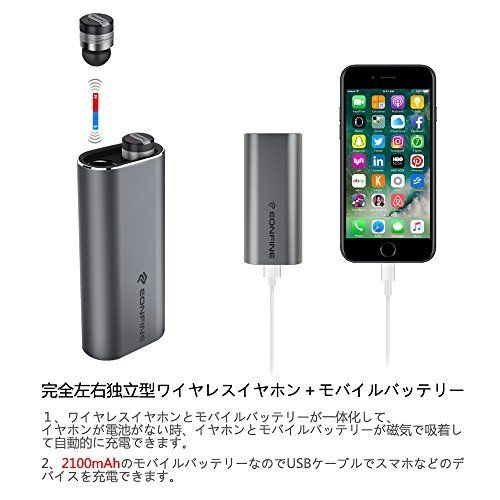 EONFINE
EONFINE
完全左右独立型ワイヤレスイヤホン+モバイルバッテリー
1、ワイヤレスイヤホンとモバイルバッテリーが一体化して、
イヤホンが電池がない時、イヤホンとモバイルバッテリーが磁気で吸着し
て自動的に充電できます。
2、2100mAhのモバイルバッテリーなのでUSBケーブルでスマホなどのデ
バイスを充電できます。